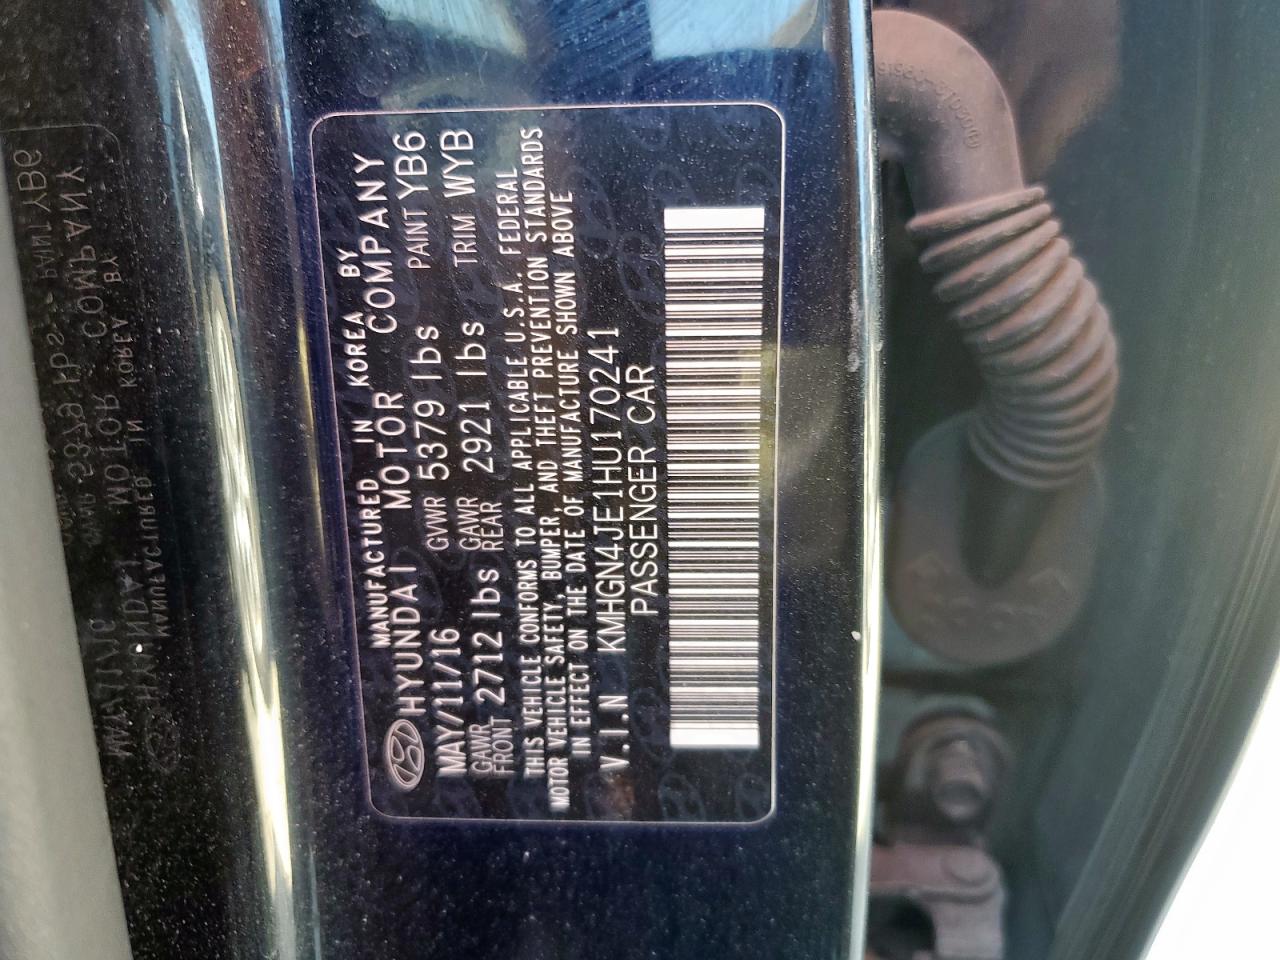 MANUFACTURED IN KOREA BY
HYUNDAI MOTOR COMPANY
MAY/11/16 GVWR 5379 lbs PAINT YB6
GAWR FRONT 2712 lbs GAWR REAR 2921 lbs TRIM WYB
THIS VEHICLE CONFORMS TO ALL APPLICABLE U.S.A. FEDERAL
MOTOR VEHICLE SAFETY, BUMPER, AND THEFT PREVENTION STANDARDS
IN EFFECT ON THE DATE OF MANUFACTURE SHOWN ABOVE
V.I.N KMHGN4JE1HU170241
PASSENGER CAR